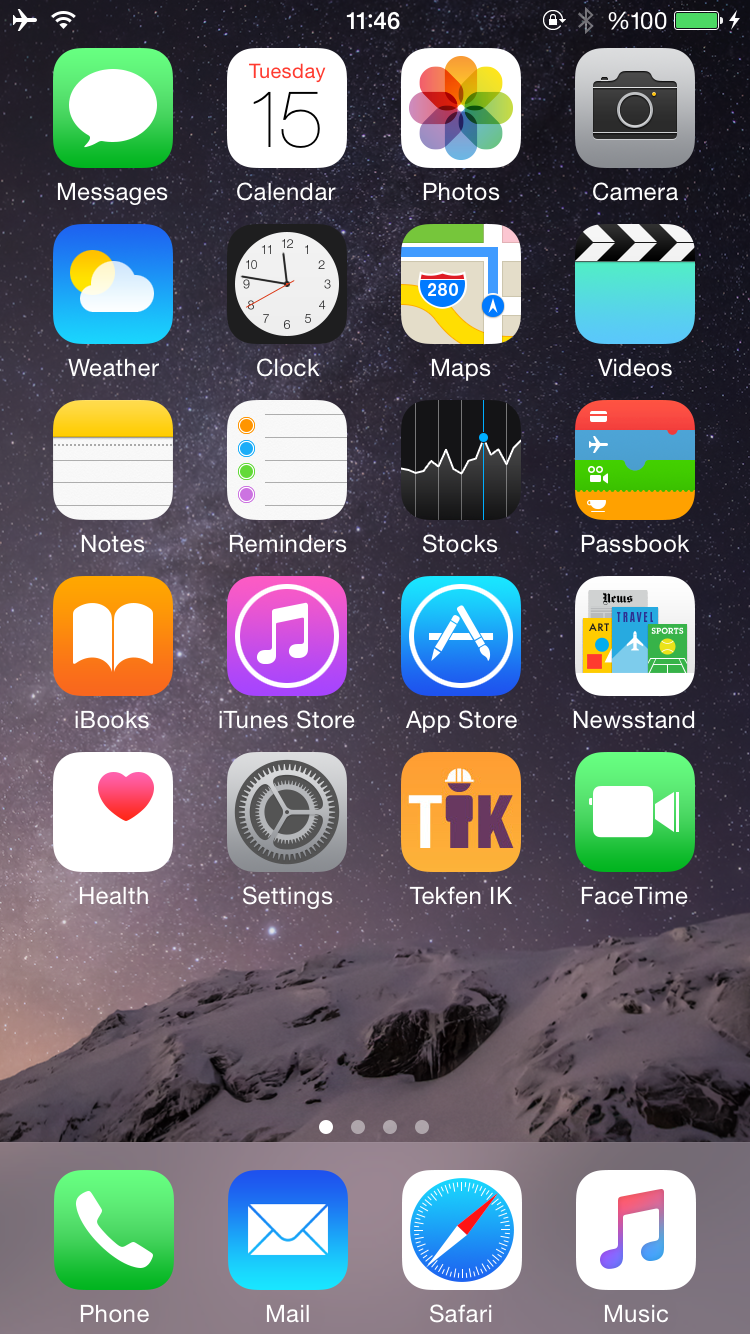 11:46 %100
Tuesday
15
Messages Calendar Photos Camera
12
11 1
10 2
9 3
8 4
7 5
6
280
Weather Clock Maps Videos
Notes Reminders Stocks Passbook
News
ART TRAVEL SPORTS
iBooks iTunes Store App Store Newsstand
TIK
Health Settings Tekfen IK FaceTime
Phone Mail Safari Music